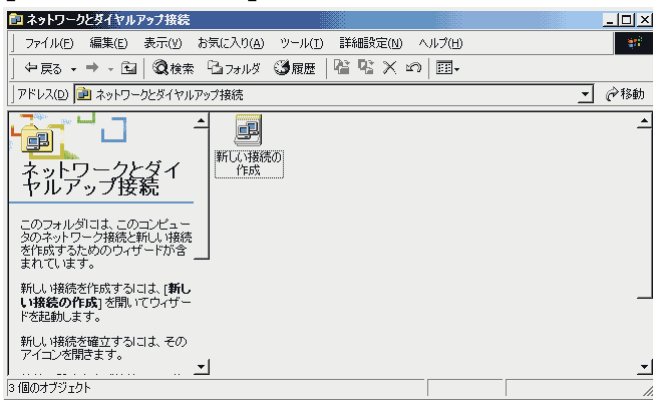 ネットワークとダイヤルアップ接続
ファイル(F) 編集(E) 表示(V) お気に入り(A) ツール(T) 詳細設定(N) ヘルプ(H)
戻る 検索 フォルダ 履歴
アドレス(D) ネットワークとダイヤルアップ接続 移動
ネットワークとダイ
ヤルアップ接続
このフォルダには、このコンピュー
タのネットワーク接続と新しい接続
を作成するためのウィザードが含
まれています。
新しい接続を作成するには、[新し
い接続の作成] を開いてウィザー
ドを起動します。
新しい接続を確立するには、その
アイコンを開きます。
新しい接続の
作成
3 個のオブジェクト